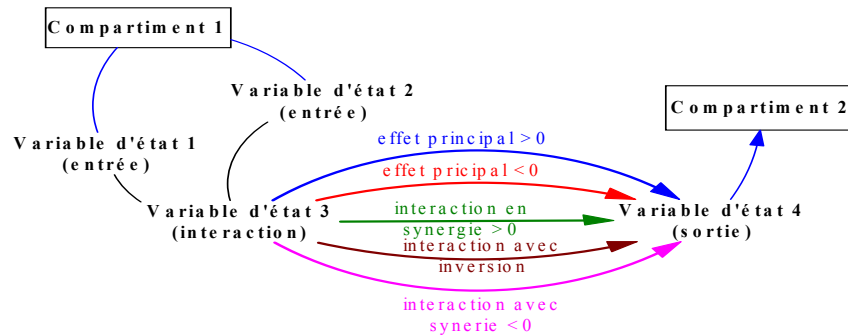 Compartiment 1
Variable d'état 2
(entrée)
Compartiment 2
Variable d'état 1
(entrée)
effet principal>0
effet pricipal<0
Variable d'état 3
(interaction)
interaction en
synergie>0
Variable d'état 4
(sortie)
interaction avec
inversion
interaction avec
synerie<0